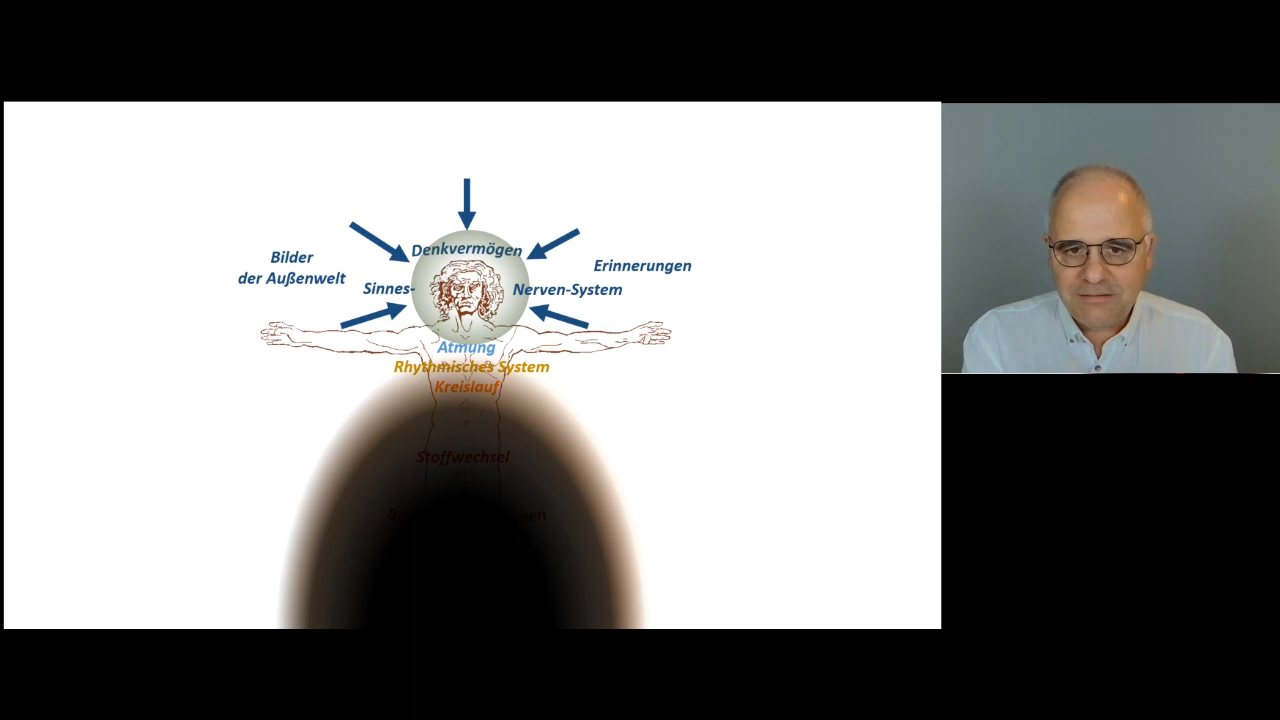 Denkvermögen
Bilder
der Außenwelt
Erinnerungen
Sinnes-
Nerven-System
Atmung
Rhythmisches System
Kreislauf
Stoffwechsel